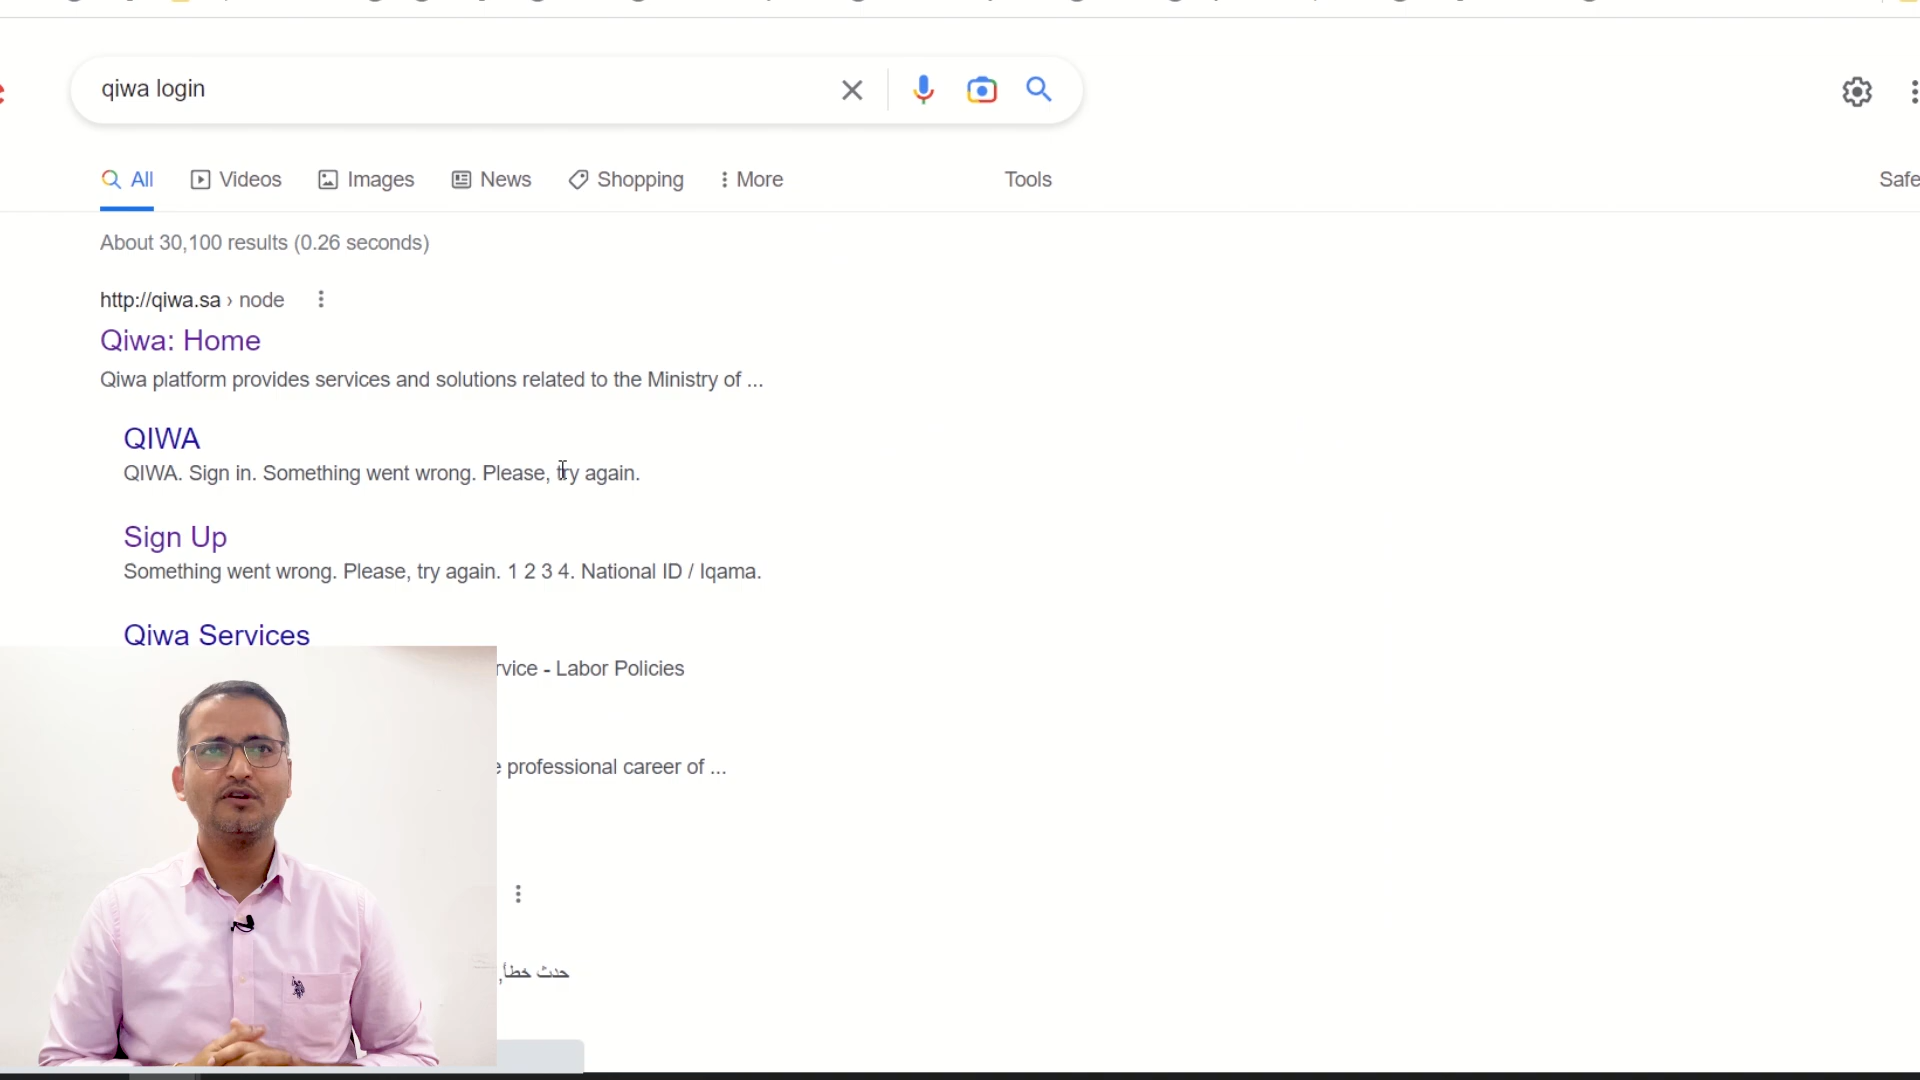 qiwa login
All
Videos
Images
News
Shopping
More
Tools
Safe
About 30,100 results (0.26 seconds)
http://qiwa.sa › node
Qiwa: Home
Qiwa platform provides services and solutions related to the Ministry of ...
QIWA
QIWA. Sign in. Something went wrong. Please, try again.
Sign Up
Something went wrong. Please, try again. 1 2 3 4. National ID / Iqama.
Qiwa Services
rvice - Labor Policies
professional career of ...
حدث خطأ,